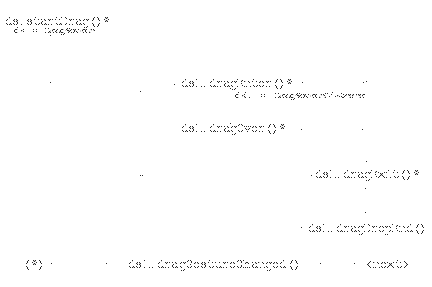 ds.startDrag()*
dsl.dragEnter()*
dsl.dragOver()*
dsl.dragExit()*
dsl.dragDropEnd()
(*) dsl.dragGestureChanged() <next>